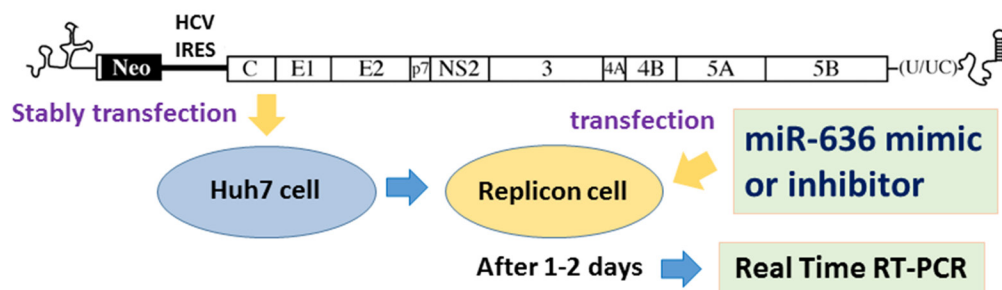 HCV
IRES
Neo C E1 E2 p7 NS2 3 4A 4B 5A 5B (U/UC)
Stably transfection
transfection
miR-636 mimic
or inhibitor
Huh7 cell
Replicon cell
After 1-2 days
Real Time RT-PCR